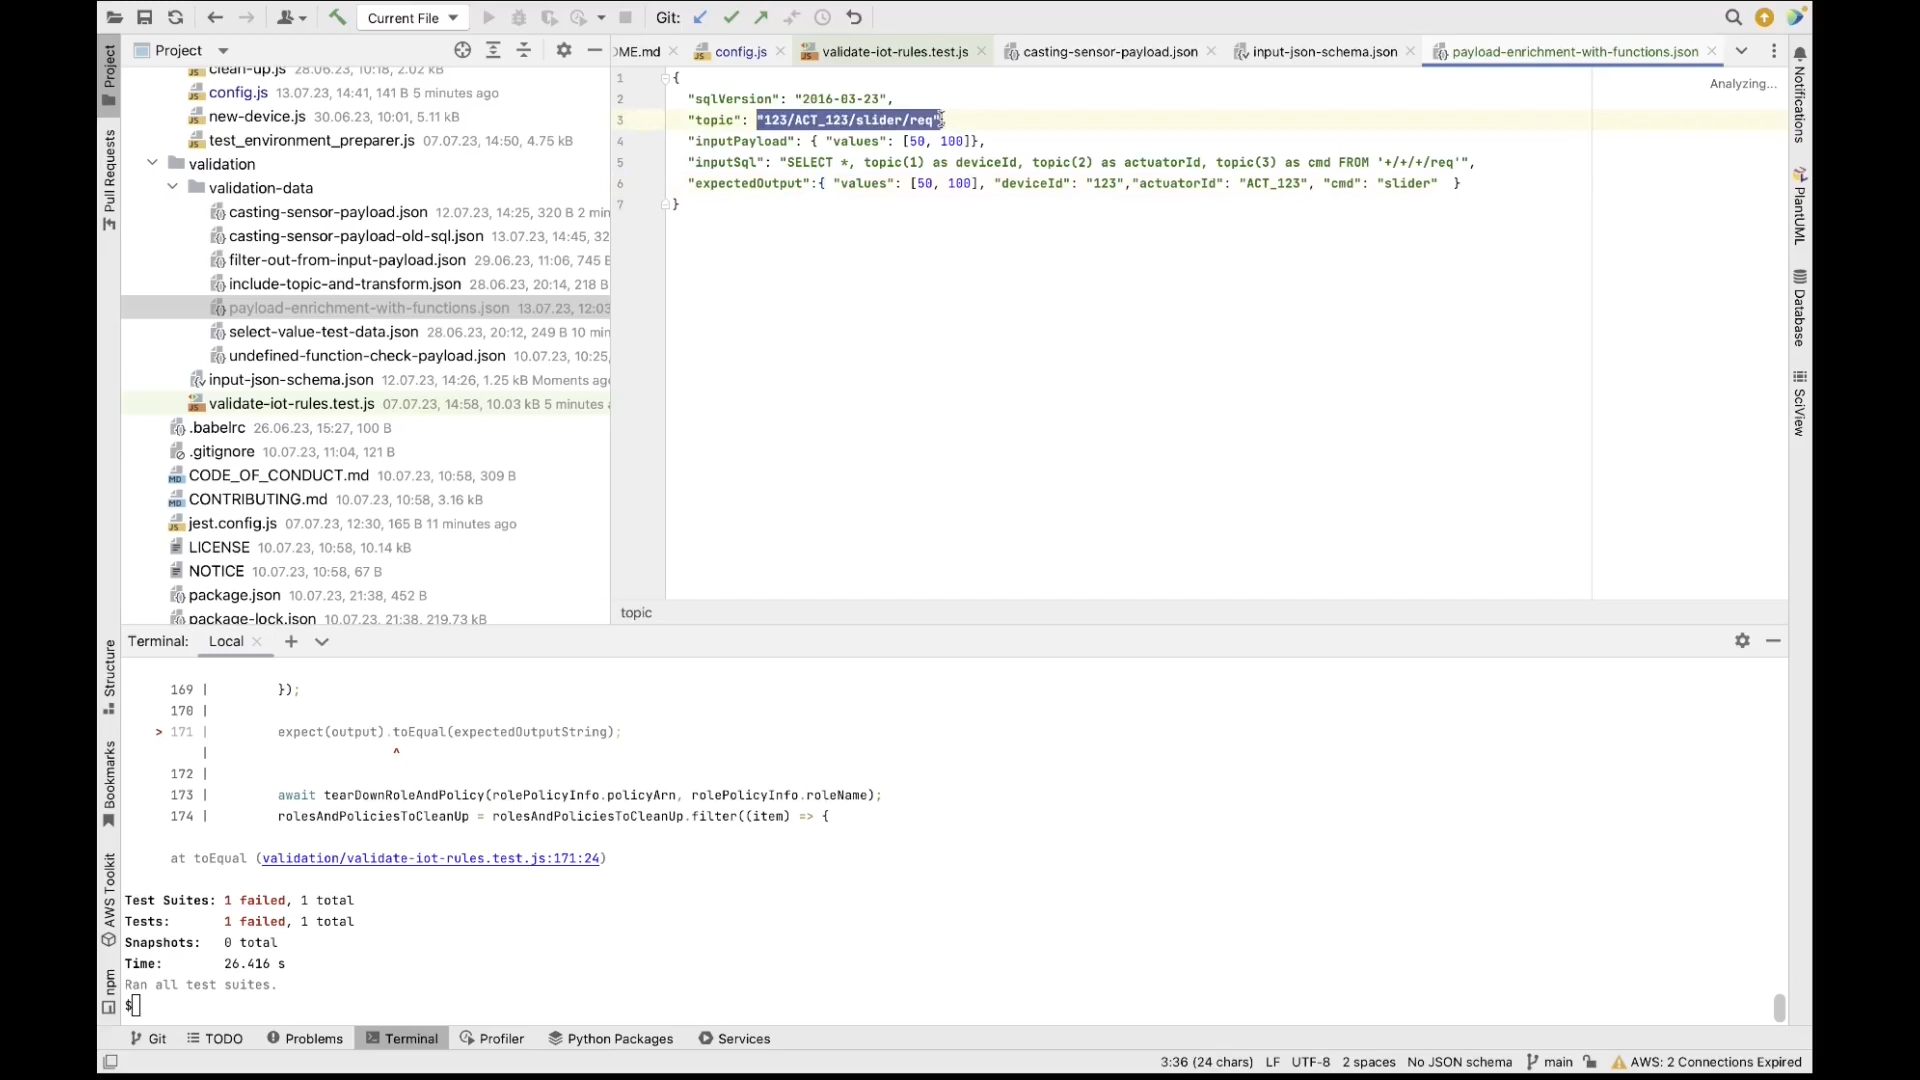 Current File
Git:
Project
Project
Pull Requests
clean-up.js 28.06.23, 10:18, 2.02 kB
config.js 13.07.23, 14:41, 141 B 5 minutes ago
new-device.js 30.06.23, 10:01, 5.11 kB
test_environment_preparer.js 07.07.23, 14:50, 4.75 kB
validation
validation-data
casting-sensor-payload.json 12.07.23, 14:25, 320 B 2 min
casting-sensor-payload-old-sql.json 13.07.23, 14:45, 32
filter-out-from-input-payload.json 29.06.23, 11:06, 745 B
include-topic-and-transform.json 28.06.23, 20:14, 218 B
payload-enrichment-with-functions.json 13.07.23, 12:03
select-value-test-data.json 28.06.23, 20:12, 249 B 10 min
undefined-function-check-payload.json 10.07.23, 10:25,
input-json-schema.json 12.07.23, 14:26, 1.25 kB Moments ago
validate-iot-rules.test.js 07.07.23, 14:58, 10.03 kB 5 minutes a
.babelrc 26.06.23, 15:27, 100 B
.gitignore 10.07.23, 11:04, 121 B
CODE_OF_CONDUCT.md 10.07.23, 10:58, 309 B
CONTRIBUTING.md 10.07.23, 10:58, 3.16 kB
jest.config.js 07.07.23, 12:30, 165 B 11 minutes ago
LICENSE 10.07.23, 10:58, 10.14 kB
NOTICE 10.07.23, 10:58, 67 B
package.json 10.07.23, 21:38, 452 B
package-lock.json 10.07.23, 21:38, 219.73 kB
OME.md
config.js
validate-iot-rules.test.js
casting-sensor-payload.json
input-json-schema.json
payload-enrichment-with-functions.json
Analyzing...
1 {
2 "sqlVersion": "2016-03-23",
3 "topic": "123/ACT_123/slider/req",
4 "inputPayload": { "values": [50, 100]},
5 "inputSql": "SELECT *, topic(1) as deviceId, topic(2) as actuatorId, topic(3) as cmd FROM '+/+/+/req'",
6 "expectedOutput":{ "values": [50, 100], "deviceId": "123","actuatorId": "ACT_123", "cmd": "slider" }
7 }
topic
Notifications
PlantUML
Database
SciView
Structure
Bookmarks
AWS Toolkit
npm
Terminal:
Local
169 | });
170 |
> 171 | expect(output).toEqual(expectedOutputString);
| ^
172 |
173 | await tearDownRoleAndPolicy(rolePolicyInfo.policyArn, rolePolicyInfo.roleName);
174 | rolesAndPoliciesToCleanUp = rolesAndPoliciesToCleanUp.filter((item) => {
at toEqual (validation/validate-iot-rules.test.js:171:24)
Test Suites: 1 failed, 1 total
Tests: 1 failed, 1 total
Snapshots: 0 total
Time: 26.416 s
Ran all test suites.
$
Git
TODO
Problems
Terminal
Profiler
Python Packages
Services
3:36 (24 chars) LF UTF-8 2 spaces No JSON schema main AWS: 2 Connections Expired